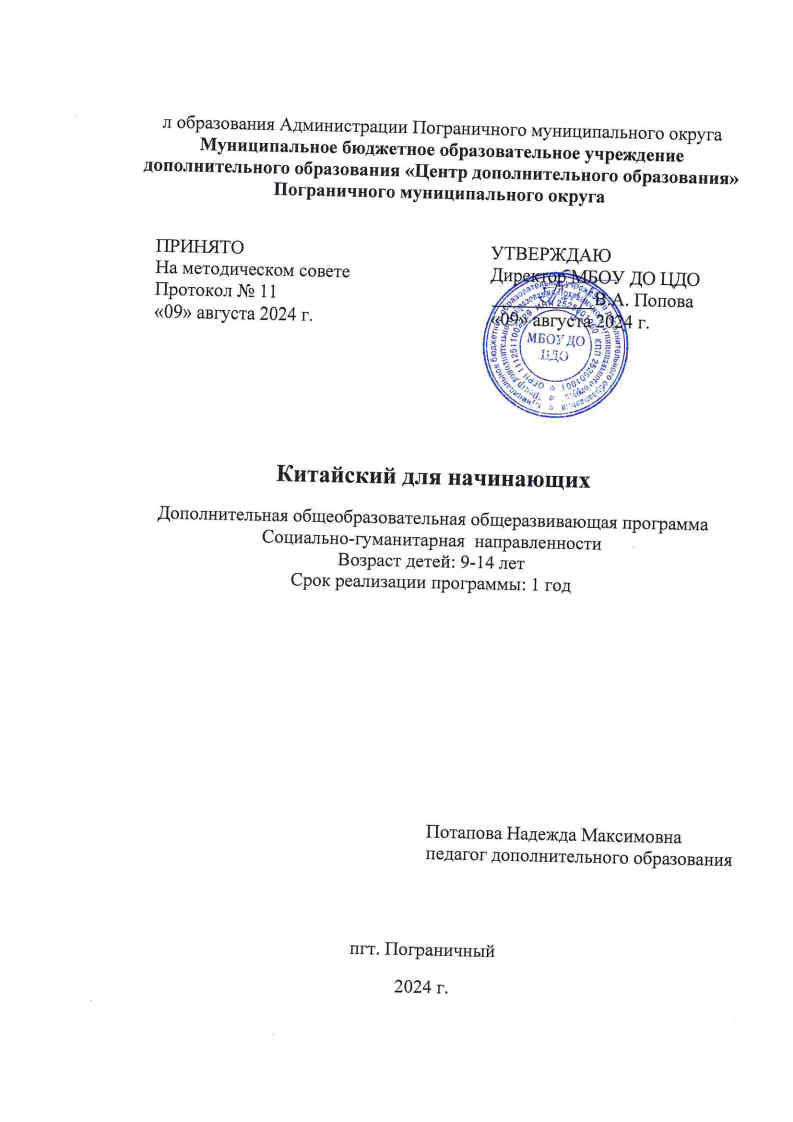 л образования Администрации Пограничного муниципального округа
Муниципальное бюджетное образовательное учреждение
дополнительного образования «Центр дополнительного образования»
Пограничного муниципального округа
ПРИНЯТО
На методическом совете
Протокол № 11
«09» августа 2024 г.
УТВЕРЖДАЮ
Директор МБОУ ДО ЦДО
В.А. Попова
«09» августа 2024 г.
МБОУ ДО
ЦДО
Китайский для начинающих
Дополнительная общеобразовательная общеразвивающая программа
Социально-гуманитарная направленности
Возраст детей: 9-14 лет
Срок реализации программы: 1 год
Потапова Надежда Максимовна
педагог дополнительного образования
пгт. Пограничный
2024 г.